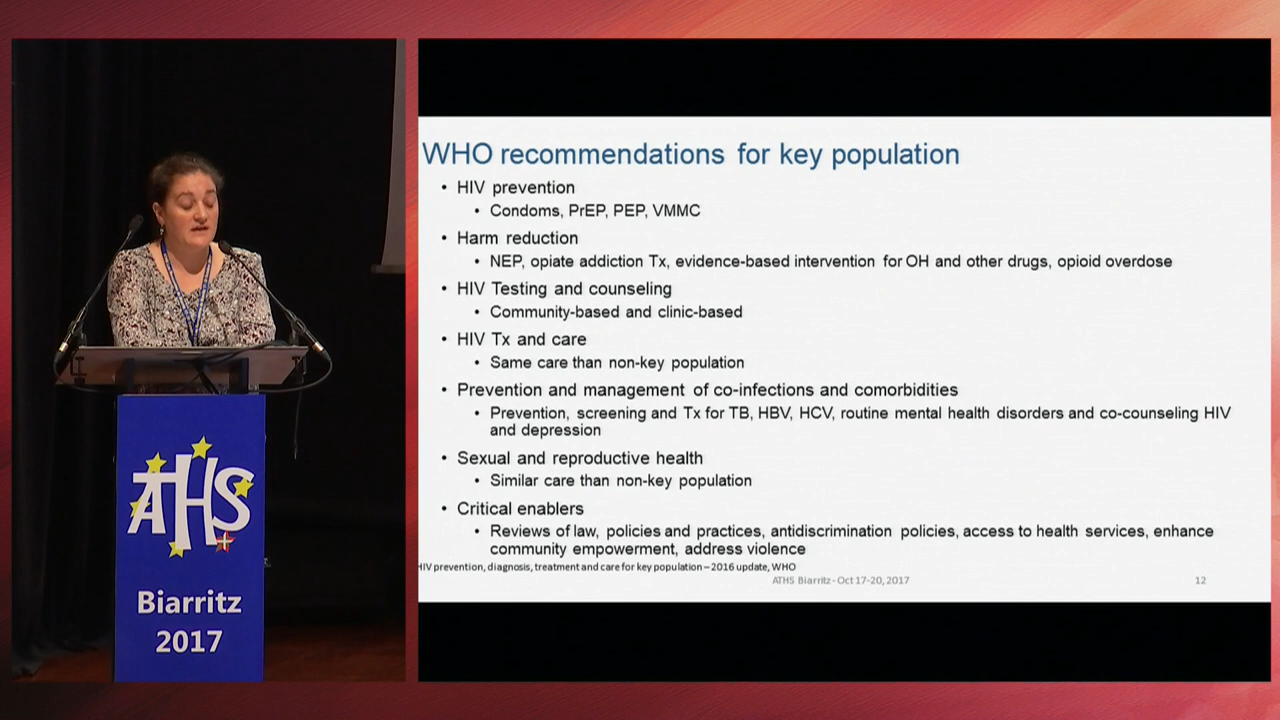 ATHS
Biarritz
2017
WHO recommendations for key population
• HIV prevention
• Condoms, PrEP, PEP, VMMC
• Harm reduction
• NEP, opiate addiction Tx, evidence-based intervention for OH and other drugs, opioid overdose
• HIV Testing and counseling
• Community-based and clinic-based
• HIV Tx and care
• Same care than non-key population
• Prevention and management of co-infections and comorbidities
• Prevention, screening and Tx for TB, HBV, HCV, routine mental health disorders and co-counseling HIV
and depression
• Sexual and reproductive health
• Similar care than non-key population
• Critical enablers
• Reviews of law, policies and practices, antidiscrimination policies, access to health services, enhance
community empowerment, address violence
HIV prevention, diagnosis, treatment and care for key population – 2016 update, WHO
ATHS Biarritz - Oct 17-20, 2017
12